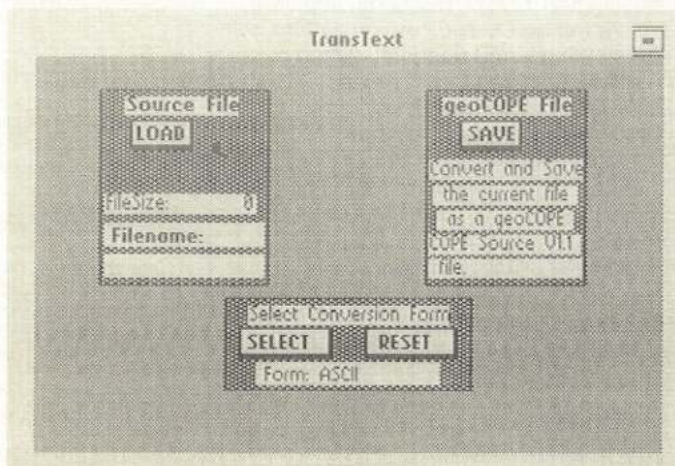 TransText
Source File
LOAD
FileSize: 0
Filename:
geoCOPE File
SAVE
Convert and Save
the current file
as a geoCOPE
COPE Source V1.1
file.
Select Conversion Form
SELECT RESET
Form: ASCII